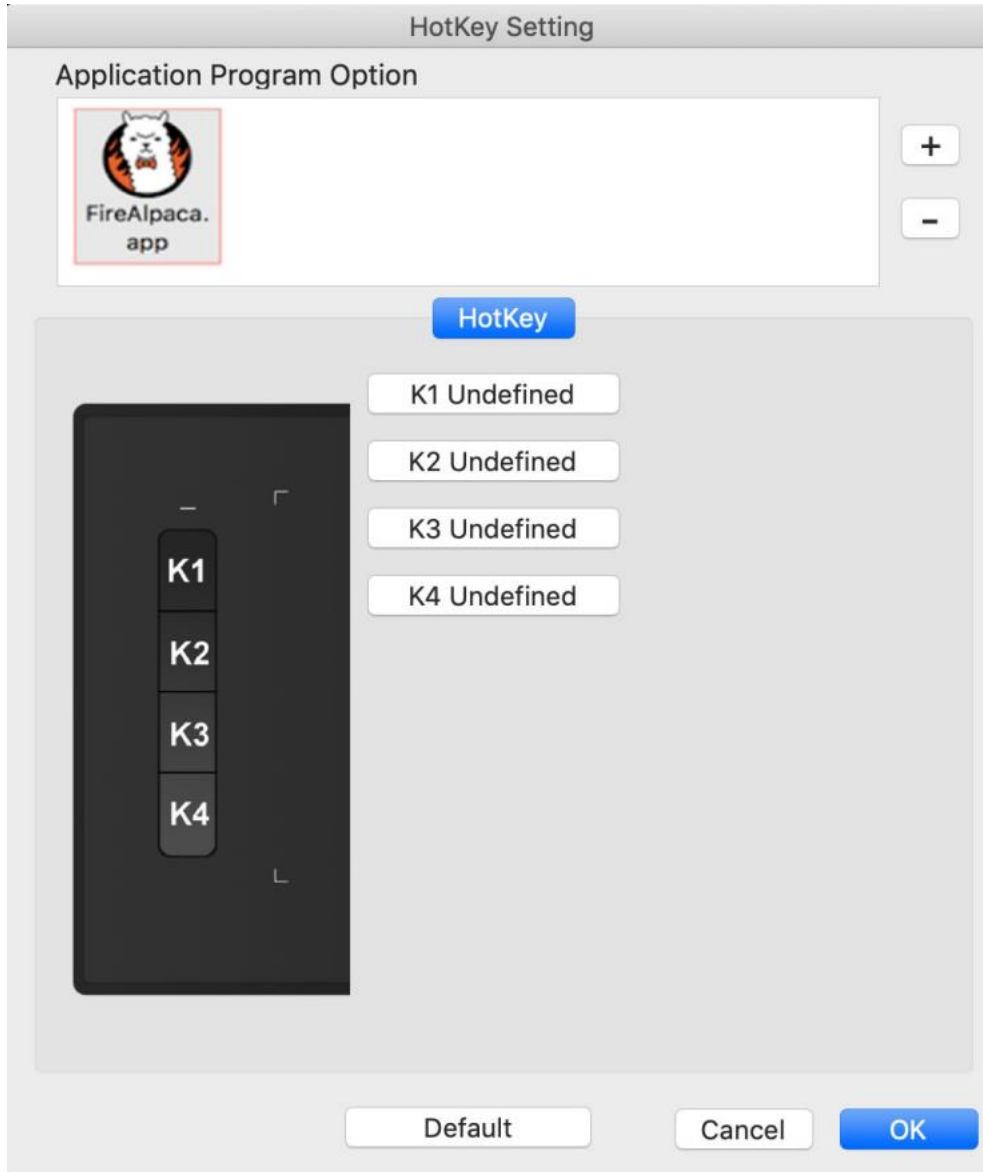 HotKey Setting
Application Program Option
FireAlpaca.
app
+
-
HotKey
K1 Undefined
K2 Undefined
K3 Undefined
K4 Undefined
K1
K2
K3
K4
Default
Cancel
OK